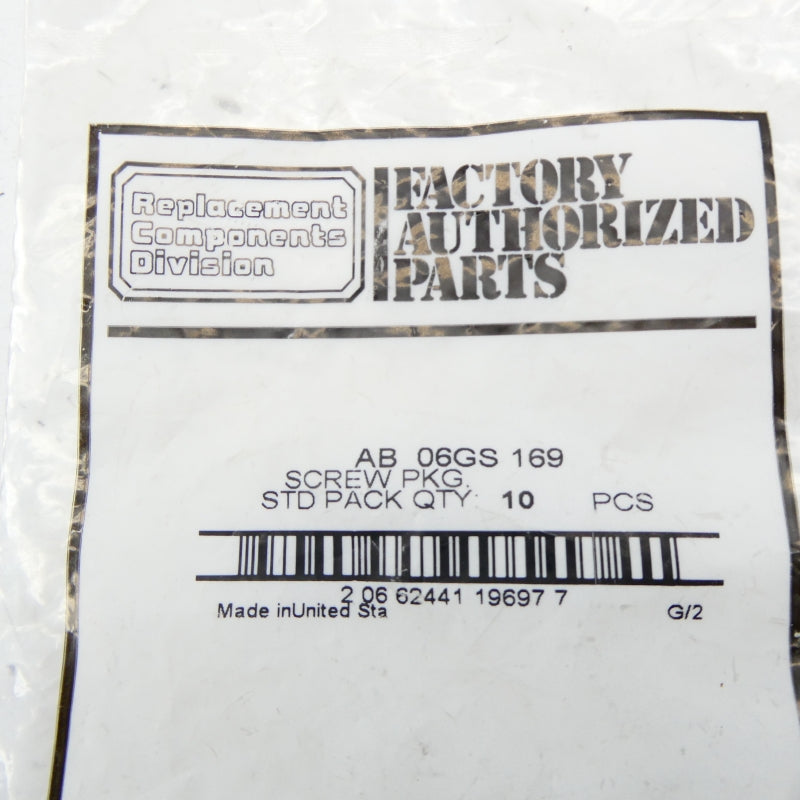 Replacement
Components
Division
FACTORY
AUTHORIZED
PARTS
AB 06GS 169
SCREW PKG.
STD PACK QTY: 10 PCS
2 06 62441 19697 7
Made inUnited Sta
G/2